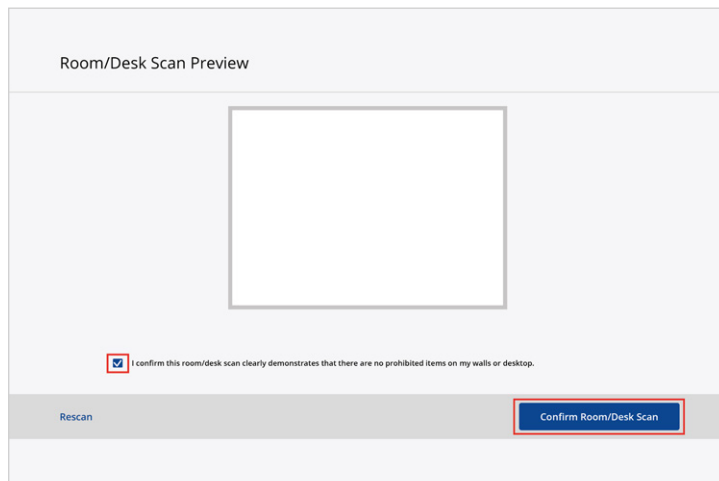 Room/Desk Scan Preview
I confirm this room/desk scan clearly demonstrates that there are no prohibited items on my walls or desktop.
Rescan
Confirm Room/Desk Scan